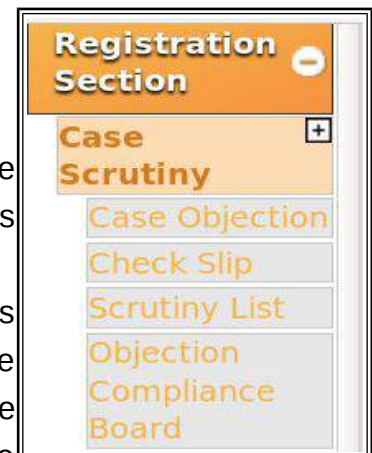 Registration
Section
Case
Scrutiny
Case Objection
Check Slip
Scrutiny List
Objection
Compliance
Board